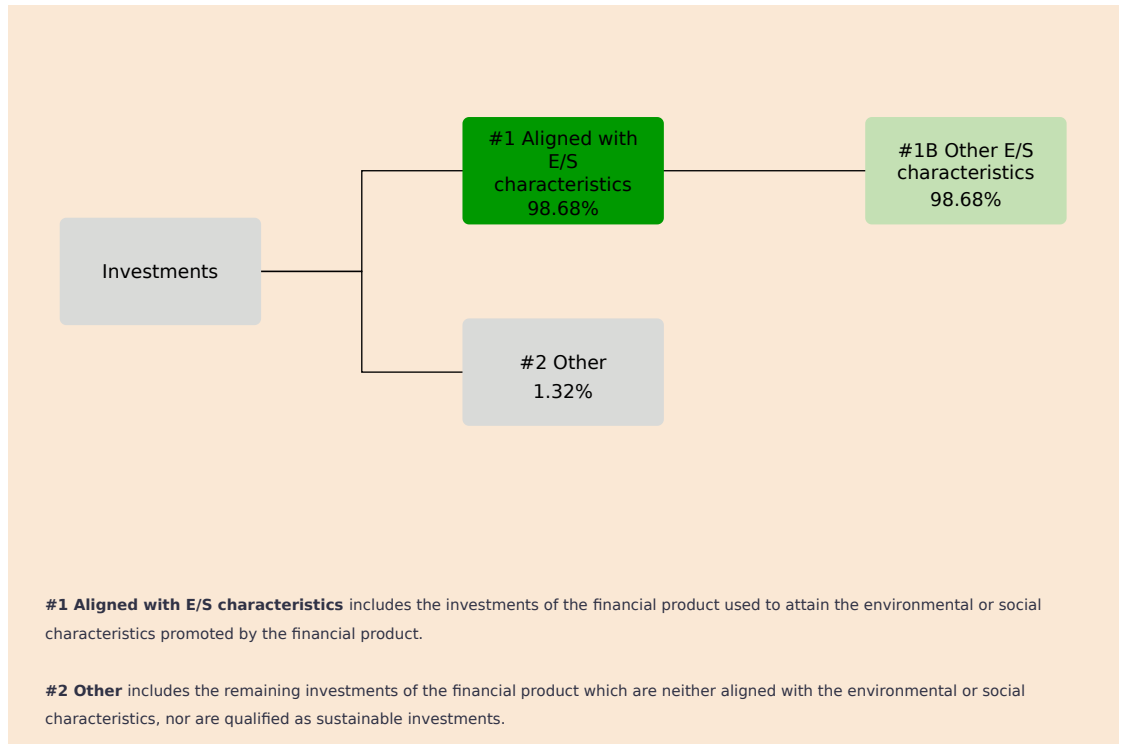 #1 Aligned with
E/S
characteristics
98.68%
#1B Other E/S
characteristics
98.68%
Investments
#2 Other
1.32%
#1 Aligned with E/S characteristics includes the investments of the financial product used to attain the environmental or social
characteristics promoted by the financial product.
#2 Other includes the remaining investments of the financial product which are neither aligned with the environmental or social
characteristics, nor are qualified as sustainable investments.